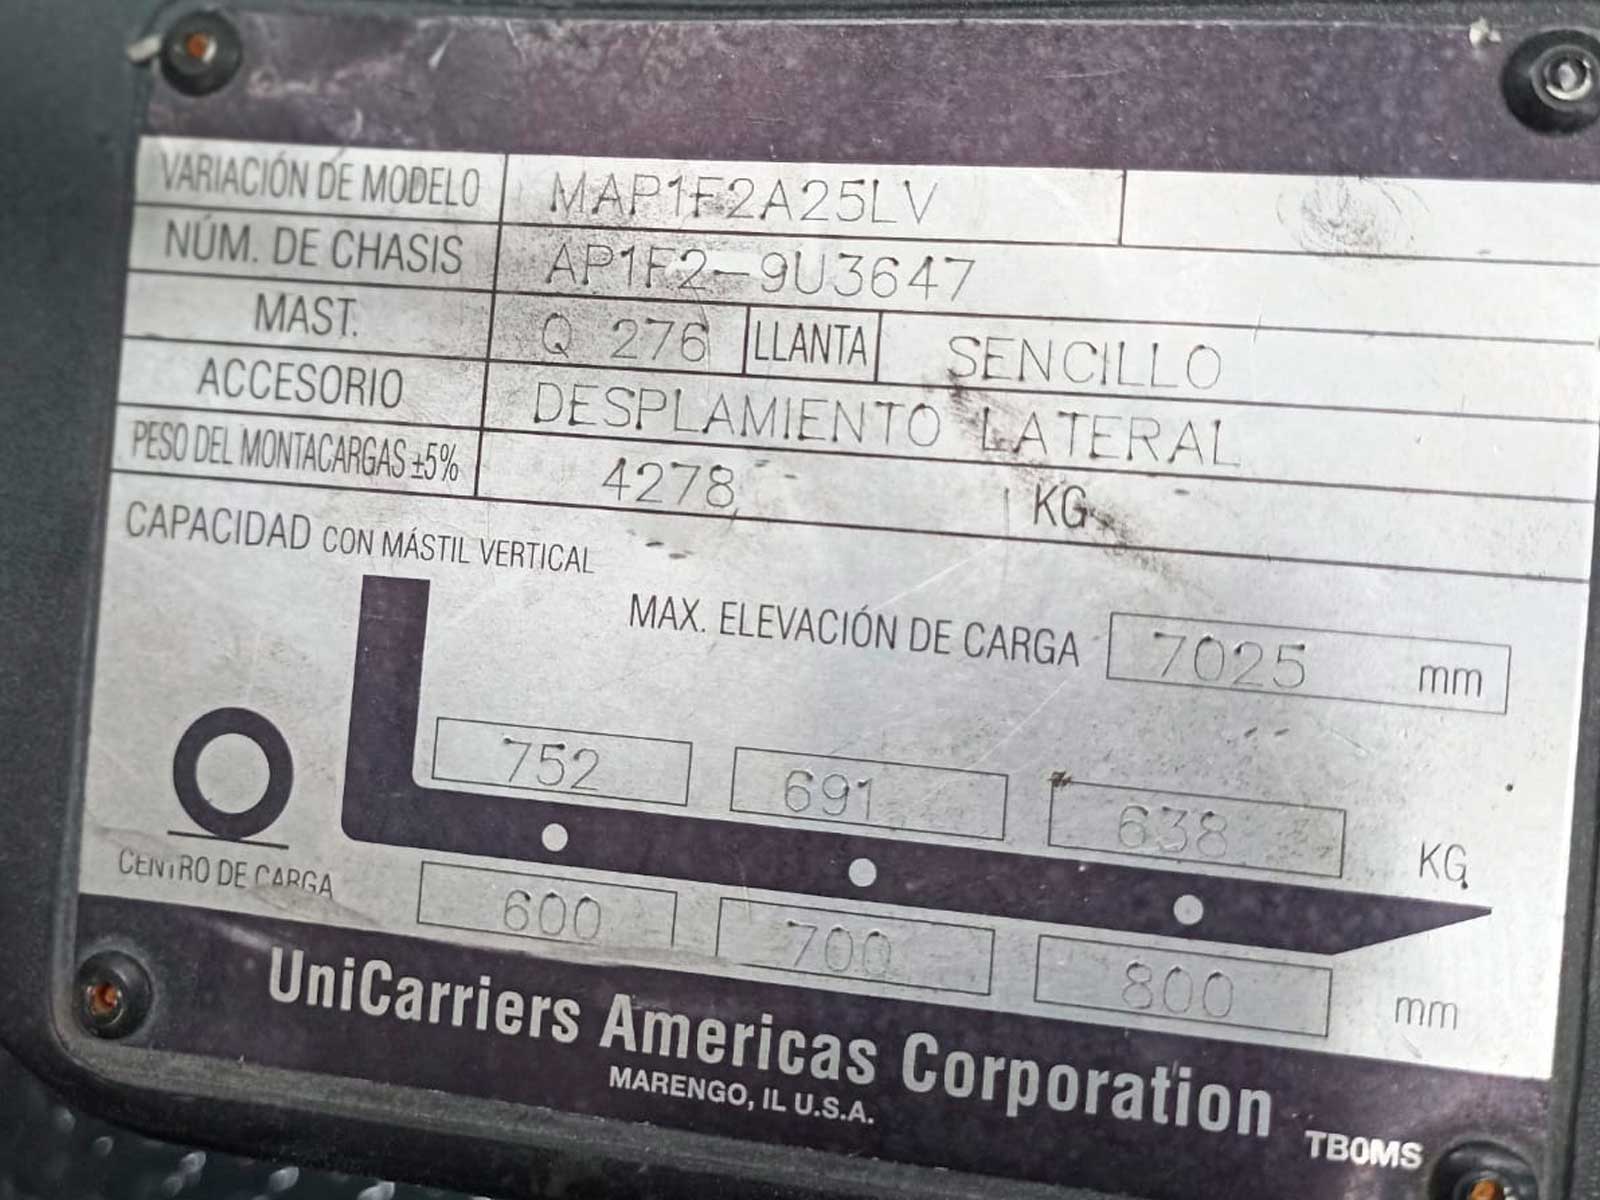 VARIACIÓN DE MODELO MAP1F2A25LV
NÚM. DE CHASIS AP1F2-9U3647
MAST. Q 276 LLANTA SENCILLO
ACCESORIO DESPLAMIENTO LATERAL
PESO DEL MONTACARGAS ±5% 4278 KG
CAPACIDAD CON MÁSTIL VERTICAL
MAX. ELEVACIÓN DE CARGA 7025 mm
752 691 638 KG
CENTRO DE CARGA 600 700 800 mm
UniCarriers Americas Corporation
MARENGO, IL U.S.A.
TB0MS